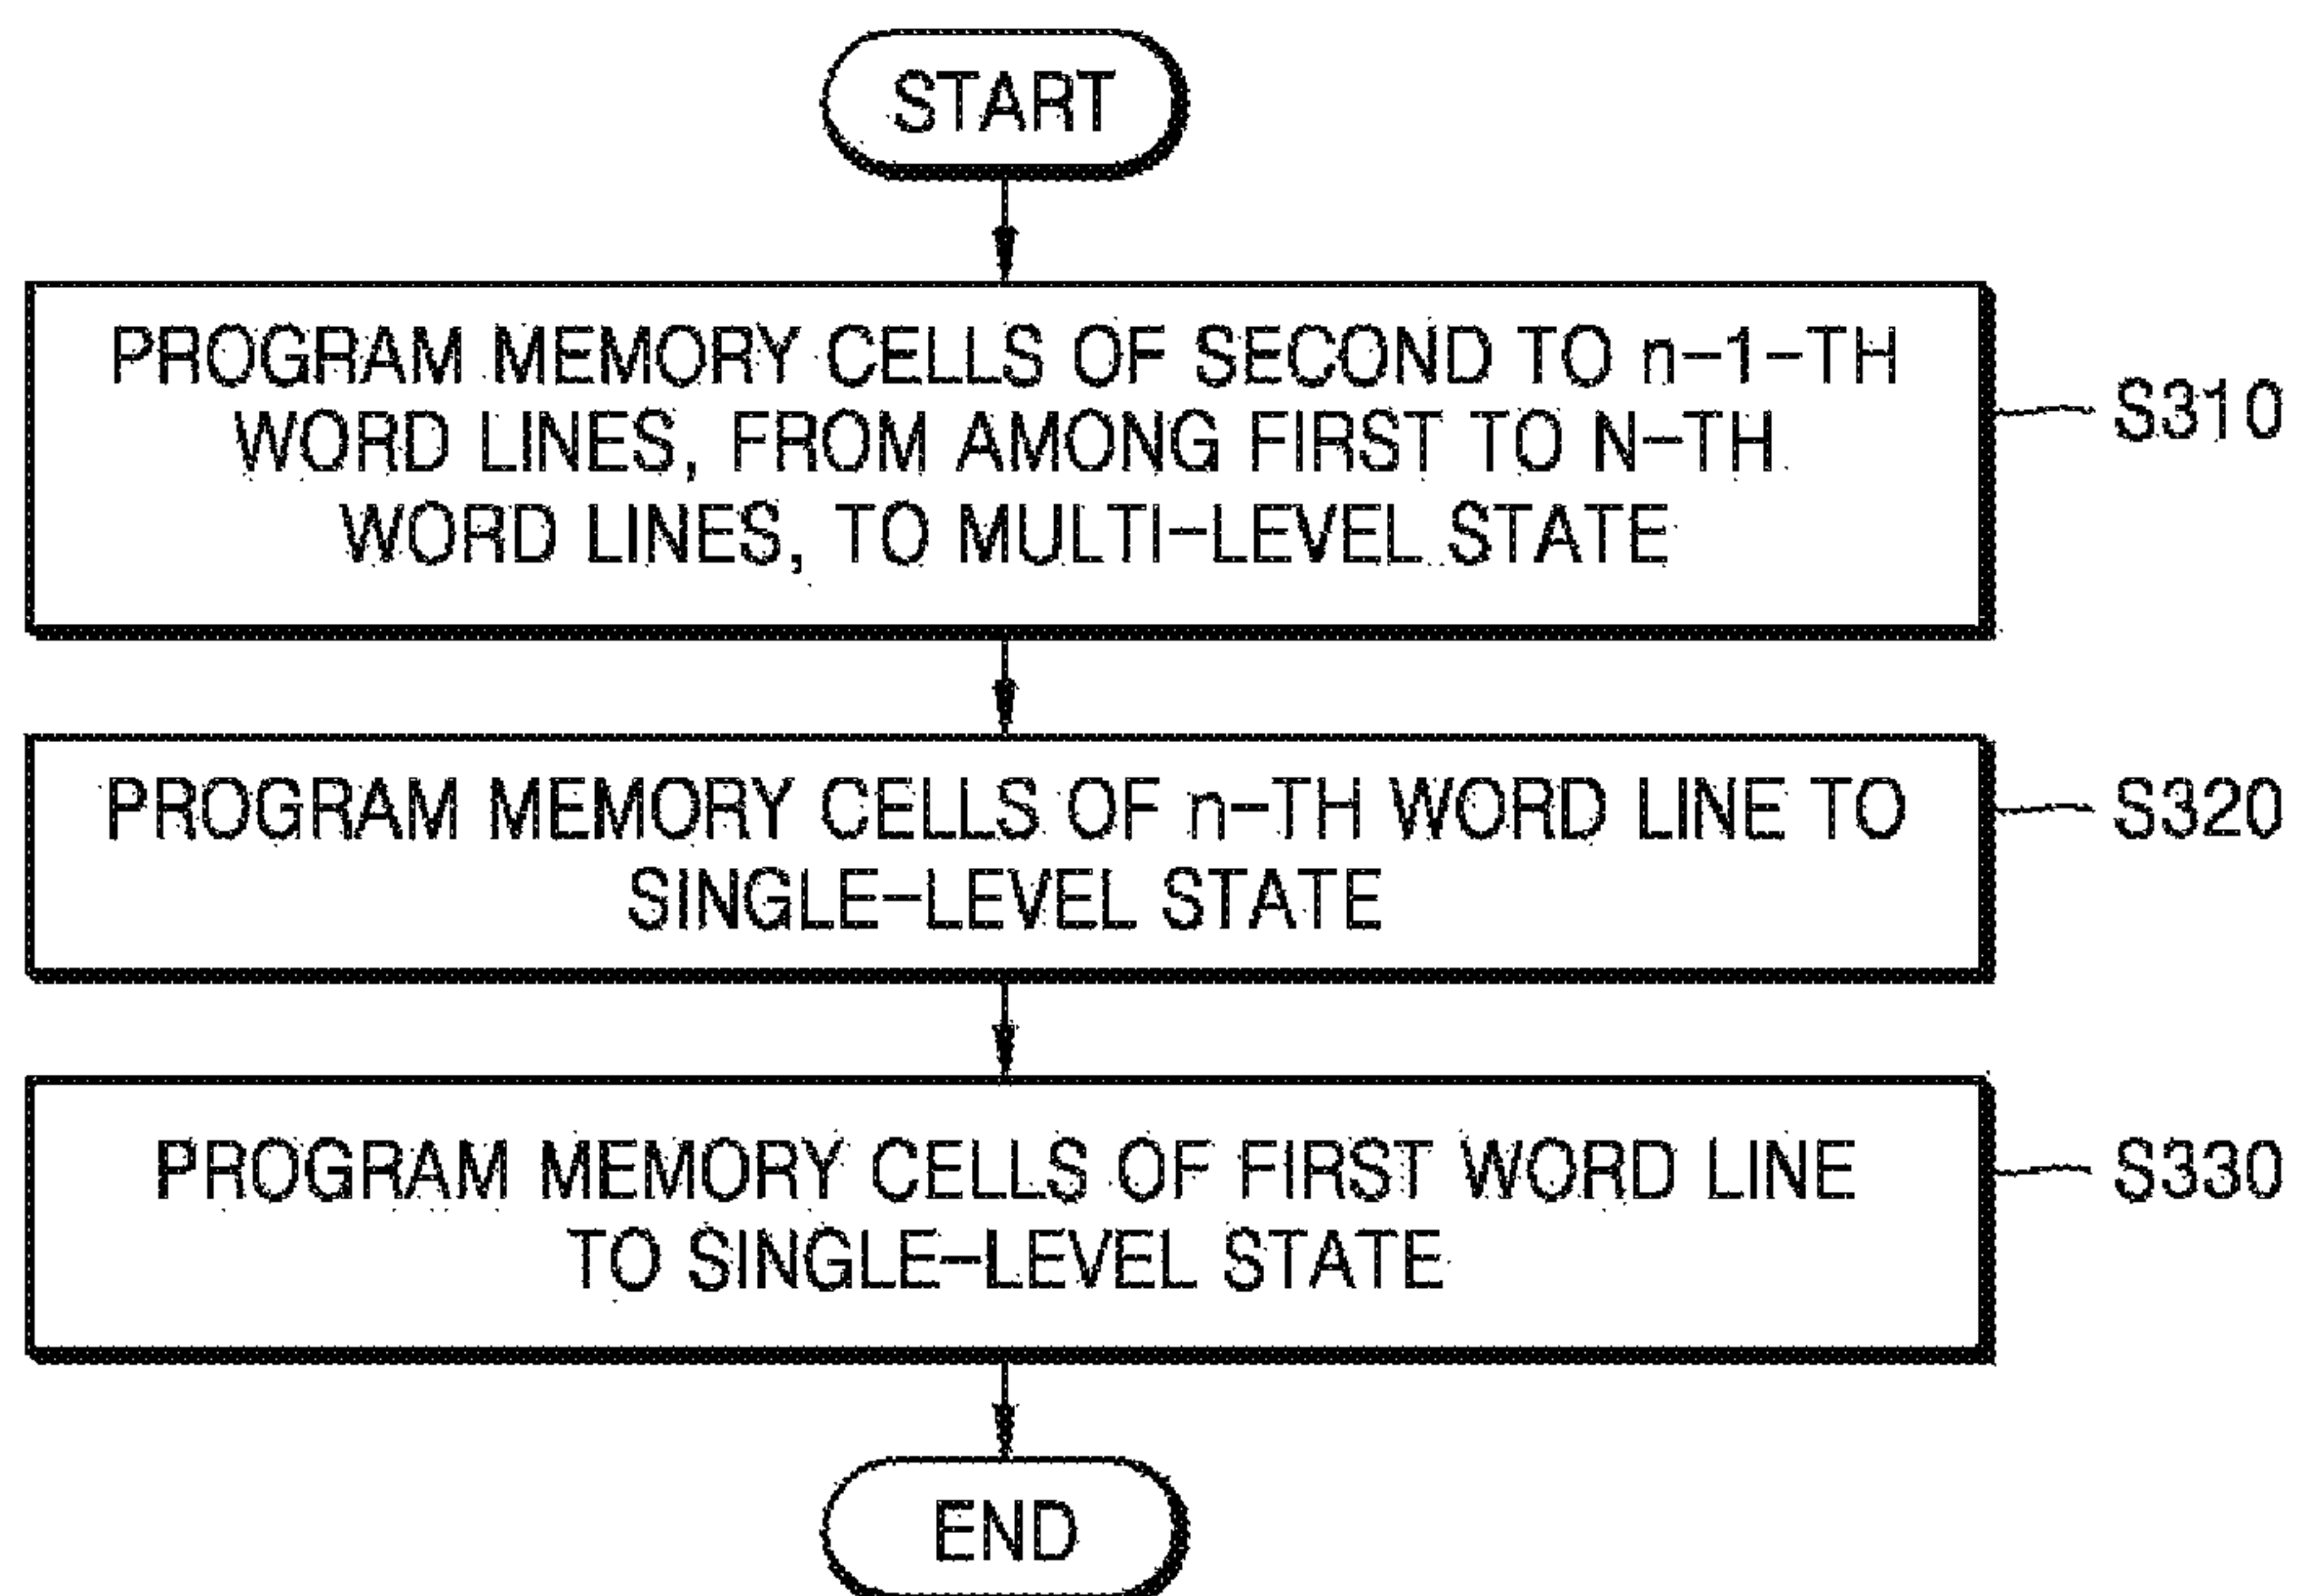 START
PROGRAM MEMORY CELLS OF SECOND TO n-1-TH
WORD LINES, FROM AMONG FIRST TO N-TH
WORD LINES, TO MULTI-LEVEL STATE
S310
PROGRAM MEMORY CELLS OF n-TH WORD LINE TO
SINGLE-LEVEL STATE
S320
PROGRAM MEMORY CELLS OF FIRST WORD LINE
TO SINGLE-LEVEL STATE
S330
END